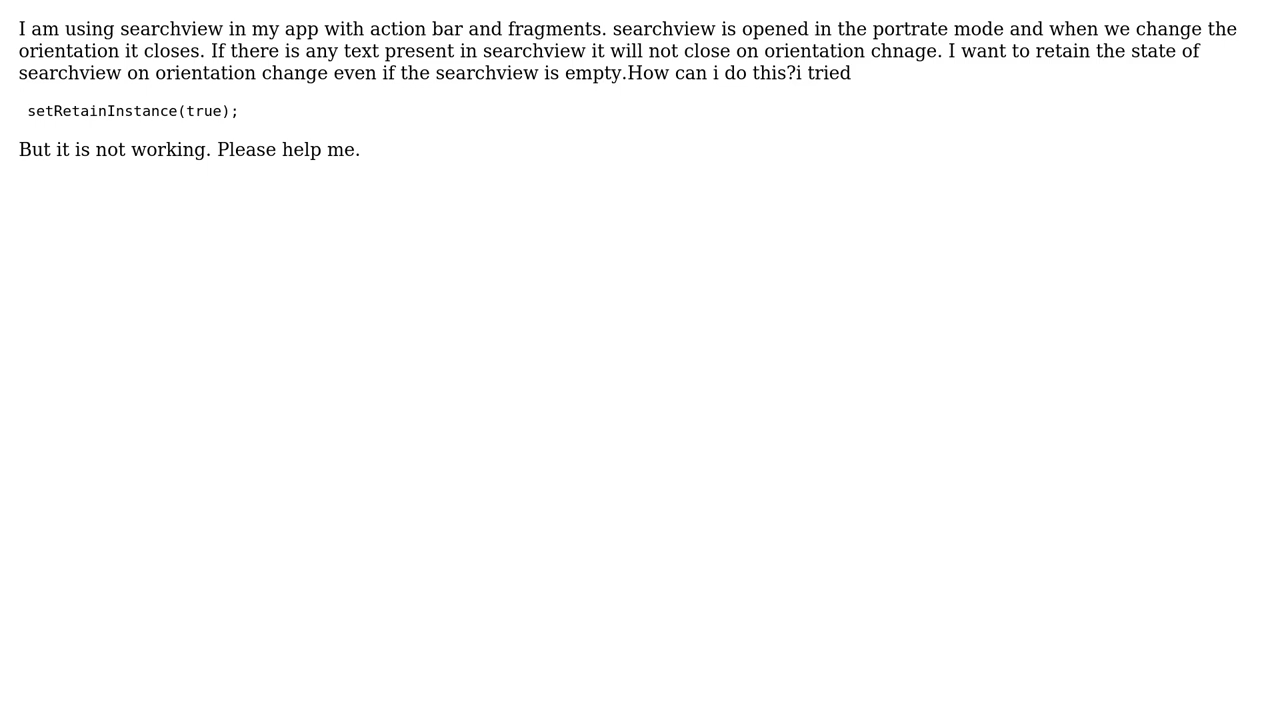 I am using searchview in my app with action bar and fragments. searchview is opened in the portrate mode and when we change the
orientation it closes. If there is any text present in searchview it will not close on orientation chnage. I want to retain the state of
searchview on orientation change even if the searchview is empty.How can i do this?i tried
setRetainInstance(true);
But it is not working. Please help me.